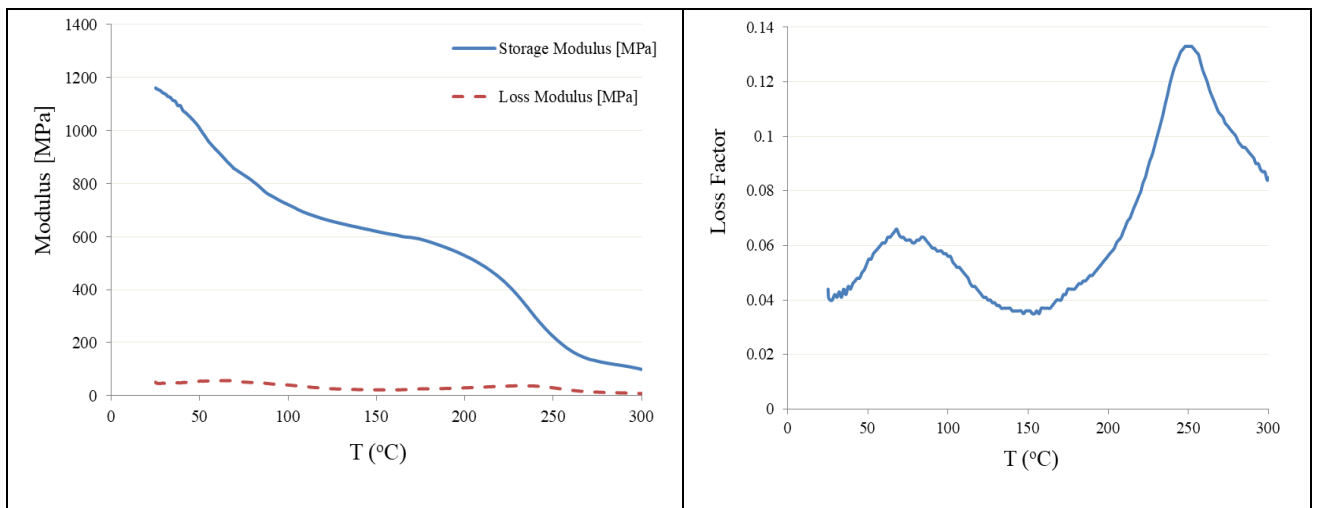 1400
1200
1000
800
600
400
200
0
Modulus [MPa]
Storage Modulus [MPa]
Loss Modulus [MPa]
0 50 100 150 200 250 300
T (°C)
0.14
0.12
0.1
0.08
0.06
0.04
0.02
0
Loss Factor
0 50 100 150 200 250 300
T (°C)